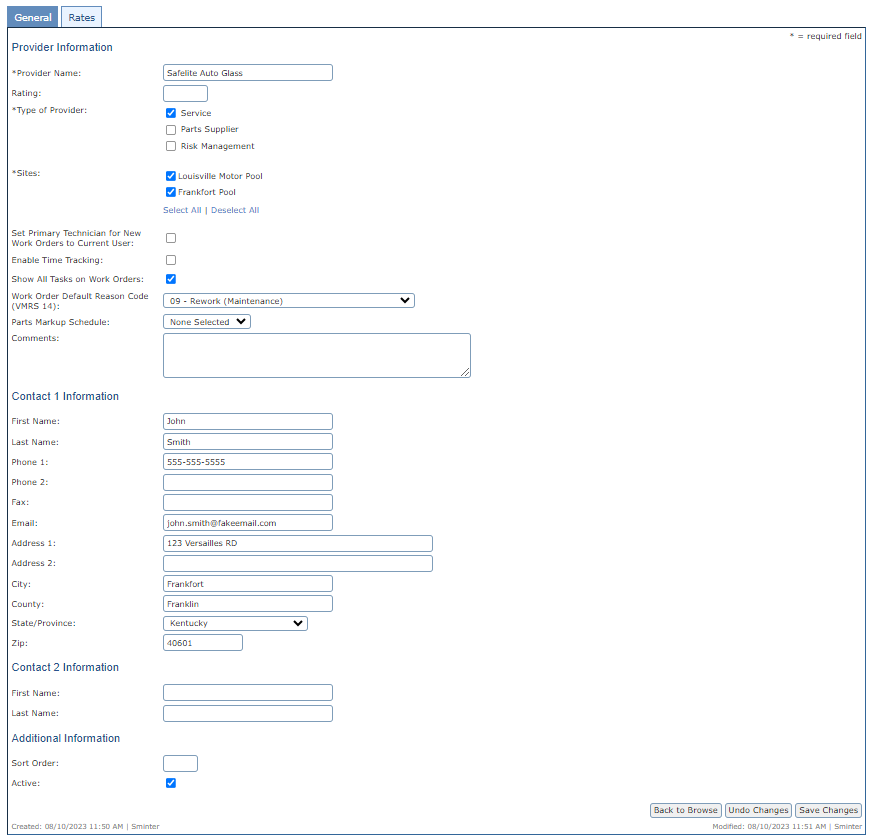 General Rates
* = required field
Provider Information
*Provider Name: Safelite Auto Glass
Rating:
*Type of Provider: Service
Parts Supplier
Risk Management
*Sites: Louisville Motor Pool
Frankfort Pool
Select All | Deselect All
Set Primary Technician for New
Work Orders to Current User:
Enable Time Tracking:
Show All Tasks on Work Orders:
Work Order Default Reason Code
(VMRS 14): 09 - Rework (Maintenance)
Parts Markup Schedule: None Selected
Comments:
Contact 1 Information
First Name: John
Last Name: Smith
Phone 1: 555-555-5555
Phone 2:
Fax:
Email: john.smith@fakeemail.com
Address 1: 123 Versailles RD
Address 2:
City: Frankfort
County: Franklin
State/Province: Kentucky
Zip: 40601
Contact 2 Information
First Name:
Last Name:
Additional Information
Sort Order:
Active:
Back to Browse Undo Changes Save Changes
Created: 08/10/2023 11:50 AM | Sminter Modified: 08/10/2023 11:51 AM | Sminter